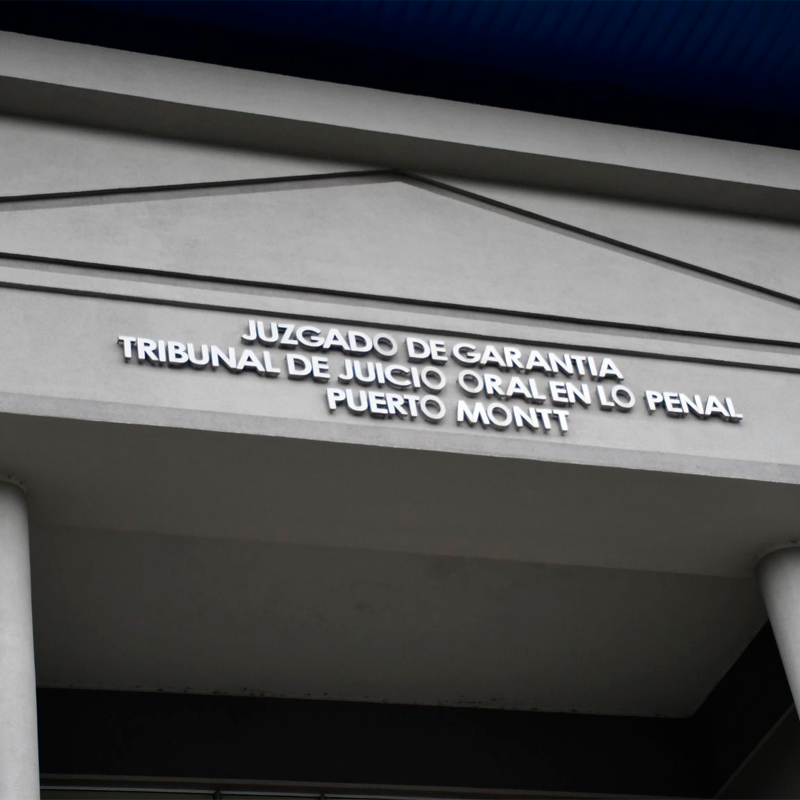 JUZGADO DE GARANTIA
TRIBUNAL DE JUICIO ORAL EN LO PENAL
PUERTO MONTT